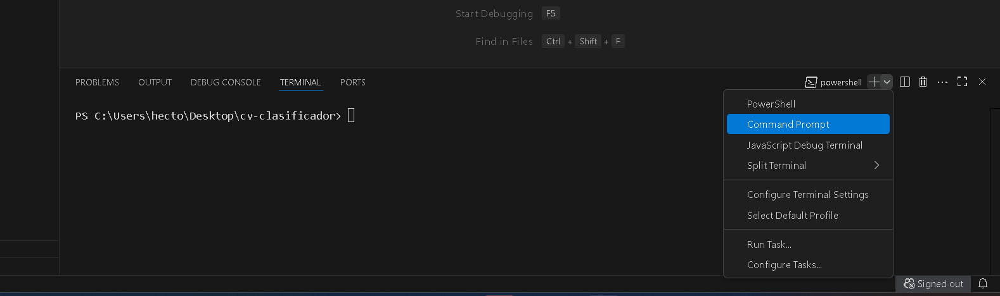 Start Debugging F5
Find in Files Ctrl + Shift + F
PROBLEMS OUTPUT DEBUG CONSOLE TERMINAL PORTS powershell
PS C:\Users\hecto\Desktop\cv-clasificador>
PowerShell
Command Prompt
JavaScript Debug Terminal
Split Terminal
Configure Terminal Settings
Select Default Profile
Run Task...
Configure Tasks...
Signed out